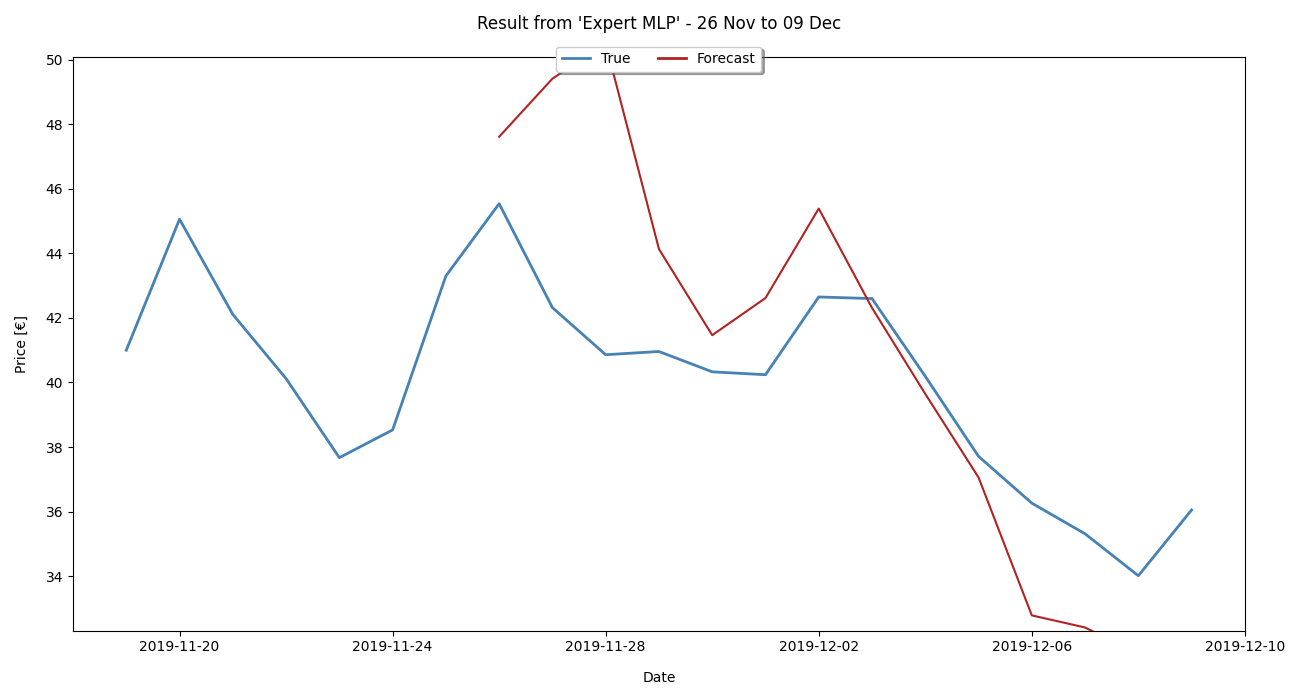 Result from 'Expert MLP' - 26 Nov to 09 Dec
True Forecast
50
48
46
44
42
40
38
36
34
Price [€]
2019-11-20 2019-11-24 2019-11-28 2019-12-02 2019-12-06 2019-12-10
Date